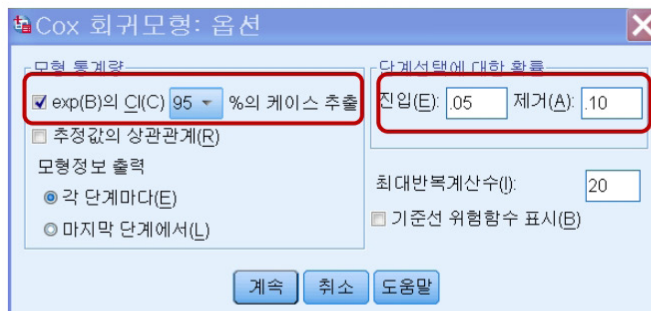 Cox 회귀모형: 옵션
모형 통계량
exp(B)의 CI(C) 95 %의 케이스 추출
추정값의 상관관계(R)
모형정보 출력
각 단계마다(E)
마지막 단계에서(L)
단계선택에 대한 확률
진입(E): .05 제거(A): .10
최대반복계산수(I): 20
기준선 위험함수 표시(B)
계속 취소 도움말